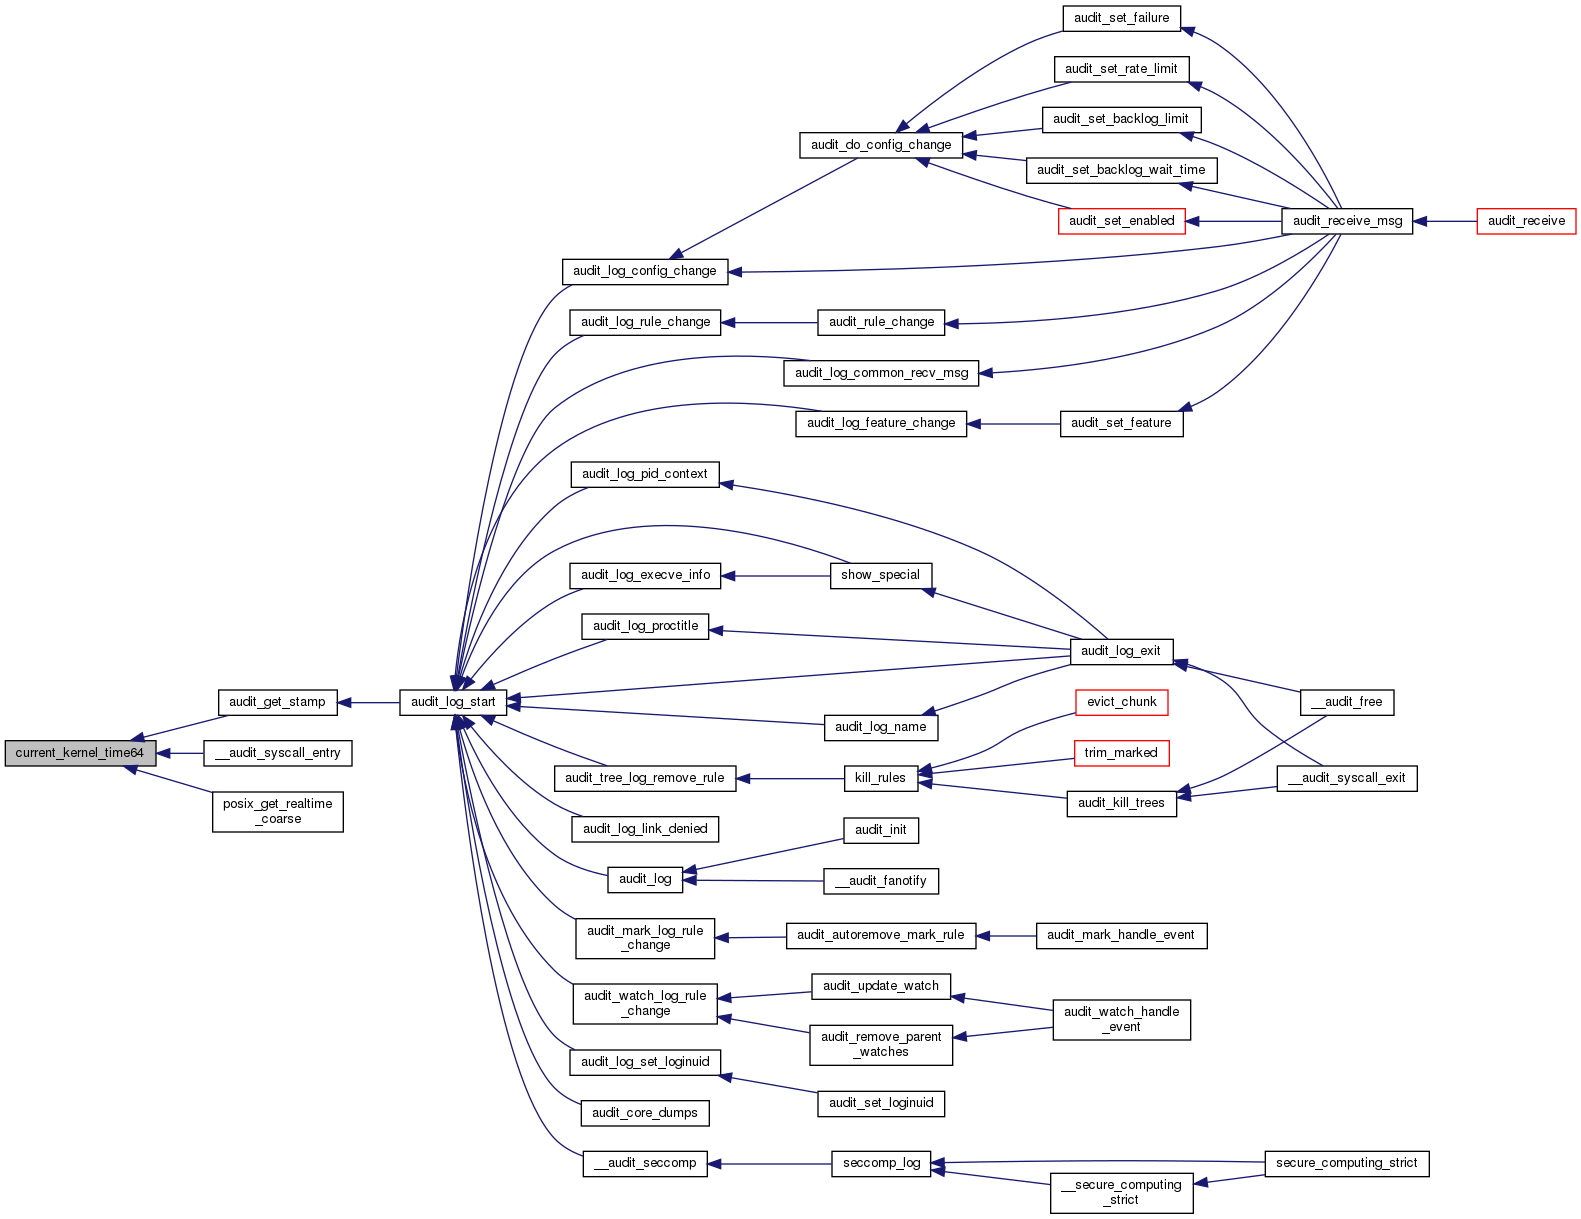 audit_set_failure
audit_set_rate_limit
audit_set_backlog_limit
audit_do_config_change
audit_set_backlog_wait_time
audit_set_enabled
audit_receive_msg
audit_receive
audit_log_config_change
audit_log_rule_change
audit_rule_change
audit_log_common_recv_msg
audit_log_feature_change
audit_set_feature
audit_log_pid_context
audit_log_execve_info
show_special
audit_log_proctitle
audit_log_exit
audit_get_stamp
audit_log_start
evict_chunk
__audit_free
audit_log_name
current_kernel_time64
__audit_syscall_entry
trim_marked
audit_tree_log_remove_rule
kill_rules
__audit_syscall_exit
posix_get_realtime
_coarse
audit_kill_trees
audit_log_link_denied
audit_init
audit_log
__audit_fanotify
audit_mark_log_rule
_change
audit_autoremove_mark_rule
audit_mark_handle_event
audit_watch_log_rule
_change
audit_update_watch
audit_watch_handle
_event
audit_remove_parent
_watches
audit_log_set_loginuid
audit_set_loginuid
audit_core_dumps
__audit_seccomp
seccomp_log
secure_computing_strict
__secure_computing
_strict